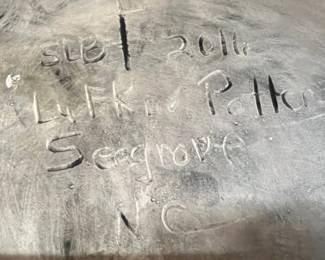 SLB 2016
Lufkin Potter
Seagrove
NC